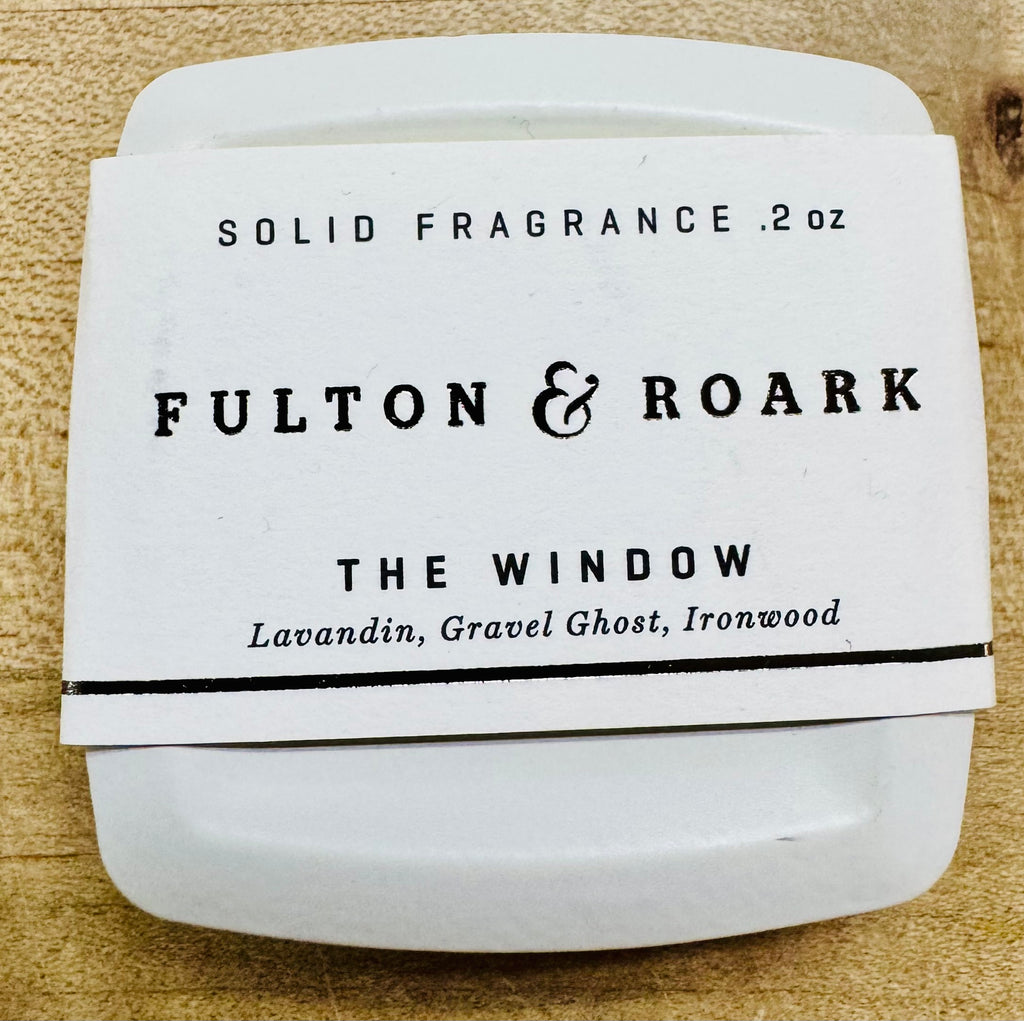 SOLID FRAGRANCE .2 oz
FULTON & ROARK
THE WINDOW
Lavandin, Gravel Ghost, Ironwood